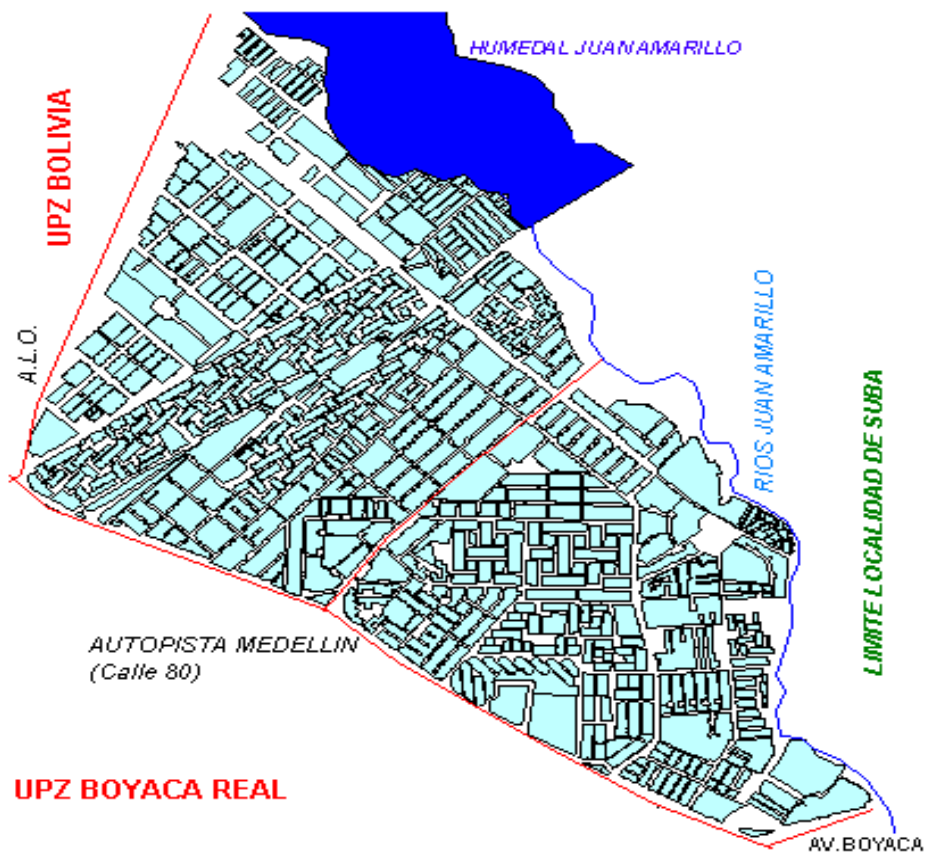 HUMEDAL JUAN AMARILLO
UPZ BOLIVIA
A.L.O.
RIOS JUAN AMARILLO
LIMITE LOCALIDAD DE SUBA
AUTOPISTA MEDELLIN
(Calle 80)
UPZ BOYACA REAL
AV.BOYACA